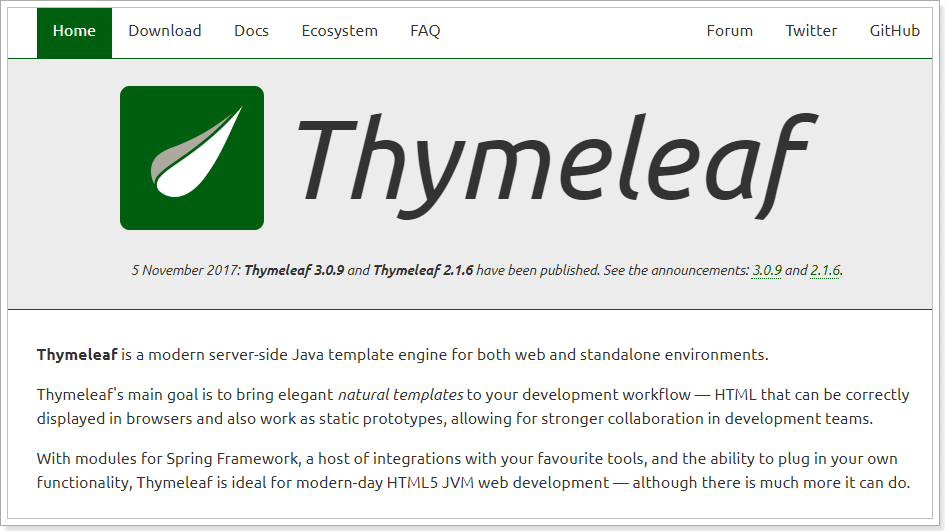 Home Download Docs Ecosystem FAQ Forum Twitter GitHub
Thymeleaf
5 November 2017: Thymeleaf 3.0.9 and Thymeleaf 2.1.6 have been published. See the announcements: 3.0.9 and 2.1.6.
Thymeleaf is a modern server-side Java template engine for both web and standalone environments.
Thymeleaf's main goal is to bring elegant natural templates to your development workflow — HTML that can be correctly
displayed in browsers and also work as static prototypes, allowing for stronger collaboration in development teams.
With modules for Spring Framework, a host of integrations with your favourite tools, and the ability to plug in your own
functionality, Thymeleaf is ideal for modern-day HTML5 JVM web development — although there is much more it can do.